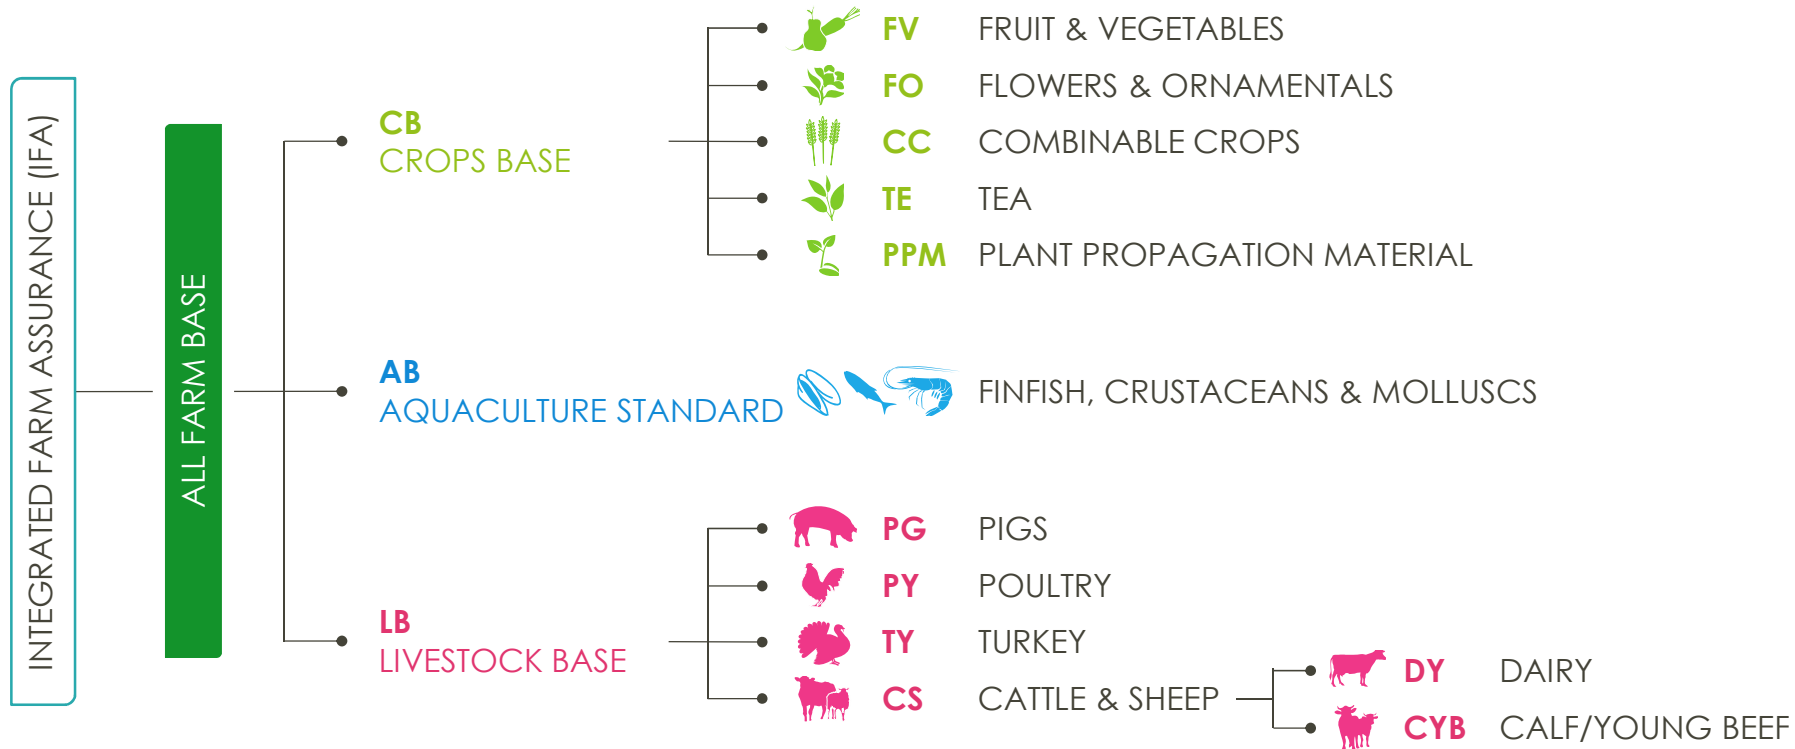 INTEGRATED FARM ASSURANCE (IFA)
ALL FARM BASE
CB
CROPS BASE
FV FRUIT & VEGETABLES
FO FLOWERS & ORNAMENTALS
CC COMBINABLE CROPS
TE TEA
PPM PLANT PROPAGATION MATERIAL
AB
AQUACULTURE STANDARD
FINFISH, CRUSTACEANS & MOLLUSCS
LB
LIVESTOCK BASE
PG PIGS
PY POULTRY
TY TURKEY
CS CATTLE & SHEEP
DY DAIRY
CYB CALF/YOUNG BEEF